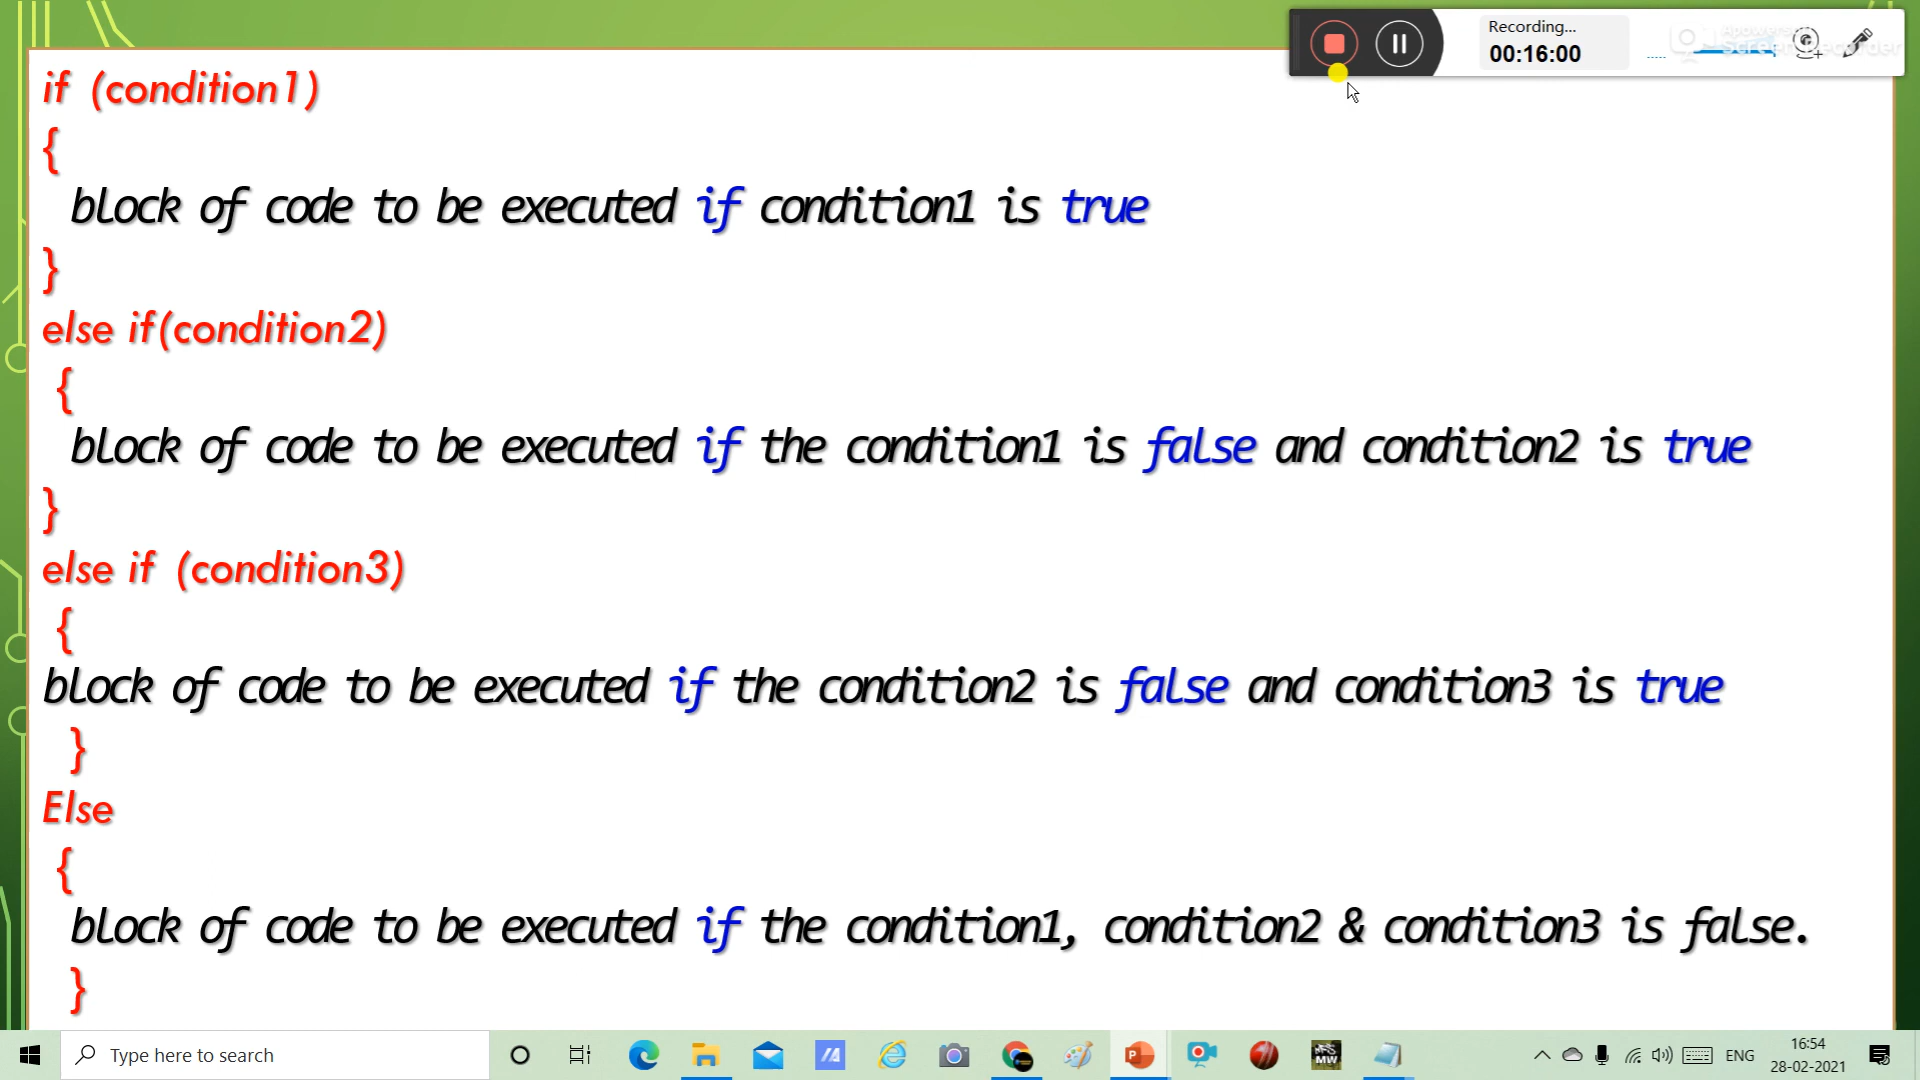 if (condition1)
{
block of code to be executed if condition1 is true
}
else if(condition2)
{
block of code to be executed if the condition1 is false and condition2 is true
}
else if (condition3)
{
block of code to be executed if the condition2 is false and condition3 is true
}
Else
{
block of code to be executed if the condition1, condition2 & condition3 is false.
}
Recording...
00:16:00
Apowersoft
Screen Recorder
Type here to search
ENG
16:54
28-02-2021